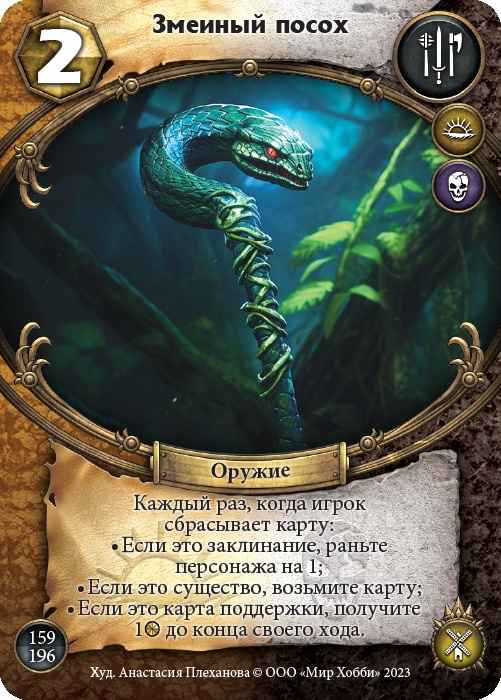 Змеиный посох
2
Оружие
Каждый раз, когда игрок
сбрасывает карту:
• Если это заклинание, раньте
персонажа на 1;
• Если это существо, возьмите карту;
• Если это карта поддержки, получите
1 до конца своего хода.
159
196
Худ. Анастасия Плеханова © ООО «Мир Хобби» 2023